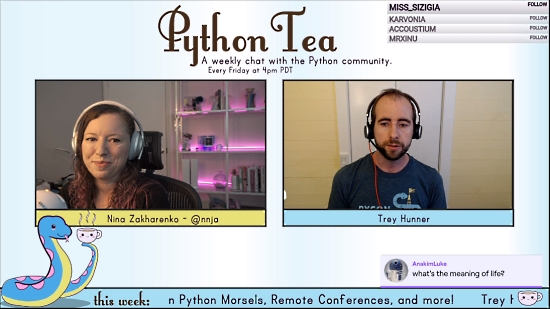 Python Tea
A weekly chat with the Python community.
Every Friday at 4pm PDT
MISS_SIZIGIA FOLLOW
KARVONIA FOLLOW
ACCOUSTIUM FOLLOW
MRXINU FOLLOW
Nina Zakharenko - @nnja
Trey Hunner
AnakimLuke
what's the meaning of life?
this week: n Python Morsels, Remote Conferences, and more! Trey H